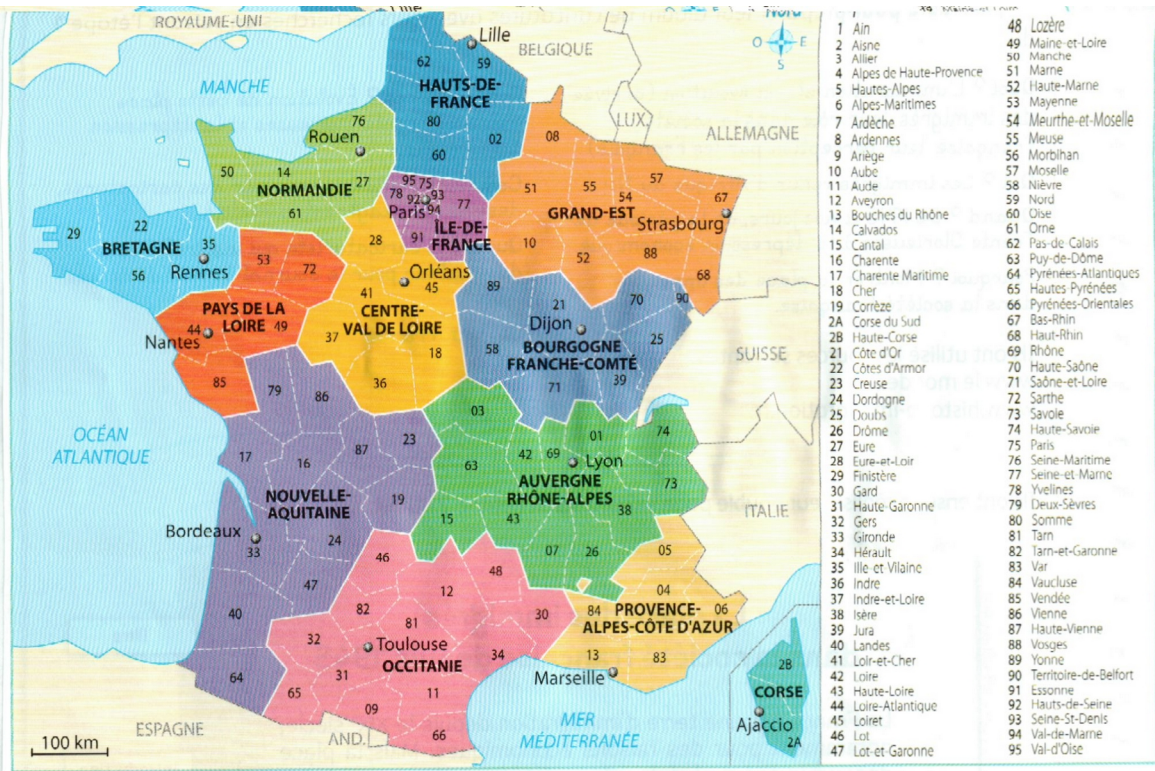 ROYAUME-UNI
Lille
BELGIQUE
MANCHE
62
59
HAUTS-DE-
FRANCE
80
02
60
LUX.
ALLEMAGNE
Nord
O
E
S
76
Rouen
50
14
27
NORMANDIE
61
08
95
75
78
92
93
Paris
94
77
91
ÎLE-DE-
FRANCE
51
55
54
57
67
GRAND-EST
Strasbourg
10
52
88
68
29
22
BRETAGNE
35
Rennes
56
53
72
PAYS DE LA
LOIRE
44
49
Nantes
85
28
Orléans
41
45
CENTRE-
VAL DE LOIRE
37
18
36
89
21
70
90
Dijon
25
BOURGOGNE
FRANCHE-COMTÉ
58
71
39
SUISSE
OCÉAN
ATLANTIQUE
79
86
17
16
87
23
NOUVELLE-
AQUITAINE
19
Bordeaux
33
24
47
40
64
03
63
42
69
01
74
Lyon
AUVERGNE
RHÔNE-ALPES
73
15
43
38
07
26
ITALIE
46
48
12
82
81
30
32
Toulouse
OCCITANIE
34
31
65
11
09
66
05
04
84
06
PROVENCE-
ALPES-CÔTE D'AZUR
13
83
Marseille
2B
CORSE
Ajaccio
2A
ESPAGNE
AND.
MER
MÉDITERRANÉE
100 km
1 Ain
2 Aisne
3 Allier
4 Alpes de Haute-Provence
5 Hautes-Alpes
6 Alpes-Maritimes
7 Ardèche
8 Ardennes
9 Ariège
10 Aube
11 Aude
12 Aveyron
13 Bouches du Rhône
14 Calvados
15 Cantal
16 Charente
17 Charente Maritime
18 Cher
19 Corrèze
2A Corse du Sud
2B Haute-Corse
21 Côte d'Or
22 Côtes d'Armor
23 Creuse
24 Dordogne
25 Doubs
26 Drôme
27 Eure
28 Eure-et-Loir
29 Finistère
30 Gard
31 Haute-Garonne
32 Gers
33 Gironde
34 Hérault
35 Ille et Vilaine
36 Indre
37 Indre-et-Loire
38 Isère
39 Jura
40 Landes
41 Loir-et-Cher
42 Loire
43 Haute-Loire
44 Loire-Atlantique
45 Loiret
46 Lot
47 Lot-et-Garonne
48 Lozère
49 Maine-et-Loire
50 Manche
51 Marne
52 Haute-Marne
53 Mayenne
54 Meurthe-et-Moselle
55 Meuse
56 Morbihan
57 Moselle
58 Nièvre
59 Nord
60 Oise
61 Orne
62 Pas-de-Calais
63 Puy-de-Dôme
64 Pyrénées-Atlantiques
65 Hautes-Pyrénées
66 Pyrénées-Orientales
67 Bas-Rhin
68 Haut-Rhin
69 Rhône
70 Haute-Saône
71 Saône-et-Loire
72 Sarthe
73 Savoie
74 Haute-Savoie
75 Paris
76 Seine-Maritime
77 Seine et Marne
78 Yvelines
79 Deux-Sèvres
80 Somme
81 Tarn
82 Tarn-et-Garonne
83 Var
84 Vaucluse
85 Vendée
86 Vienne
87 Haute-Vienne
88 Vosges
89 Yonne
90 Territoire-de-Belfort
91 Essonne
92 Hauts-de-Seine
93 Seine-St-Denis
94 Val-de-Marne
95 Val-d'Oise